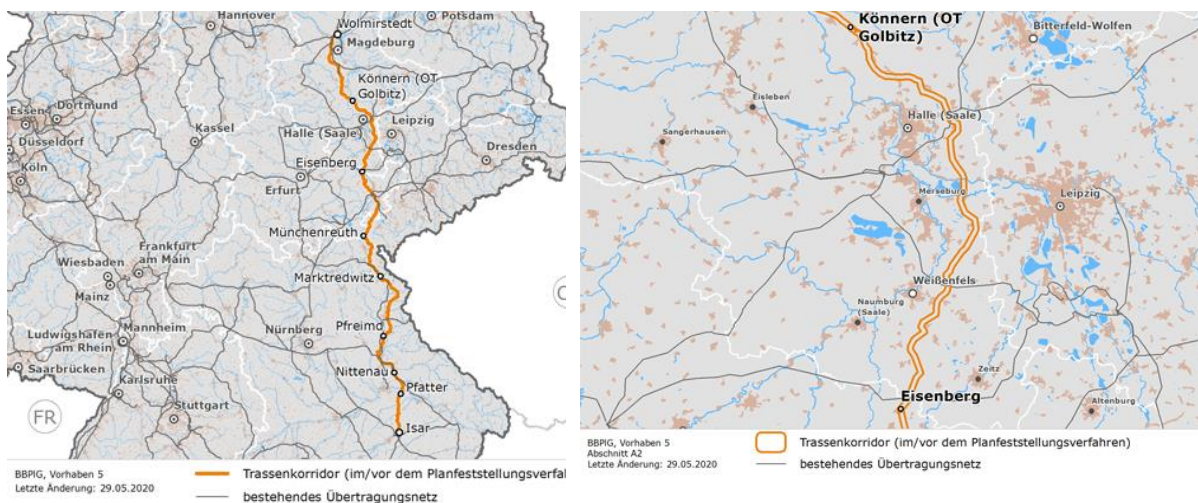 Hannover
Potsdam
Wolmirstedt
Magdeburg
Könnern (OT
Golbitz)
Essen
Dortmund
Düsseldorf
Köln
Kassel
Halle (Saale)
Leipzig
Dresden
Eisenberg
Erfurt
Münchenreuth
Marktredwitz
Frankfurt
am Main
Wiesbaden
Mainz
Pfreimd
Nürnberg
Nittenau
Pfatter
Ludwigshafen
am Rhein
Mannheim
Saarbrücken
Karlsruhe
Stuttgart
Isar
FR
BBPlG, Vorhaben 5
Letzte Änderung: 29.05.2020
Trassenkorridor (im/vor dem Planfeststellungsverfal
bestehendes Übertragungsnetz
Könnern (OT
Golbitz)
Bitterfeld-Wolfen
Eisleben
Halle (Saale)
Sangerhausen
Merseburg
Leipzig
Weißenfels
Naumburg
(Saale)
Zeitz
Eisenberg
Altenburg
BBPlG, Vorhaben 5
Abschnitt A2
Letzte Änderung: 29.05.2020
Trassenkorridor (im/vor dem Planfeststellungsverfahren)
bestehendes Übertragungsnetz